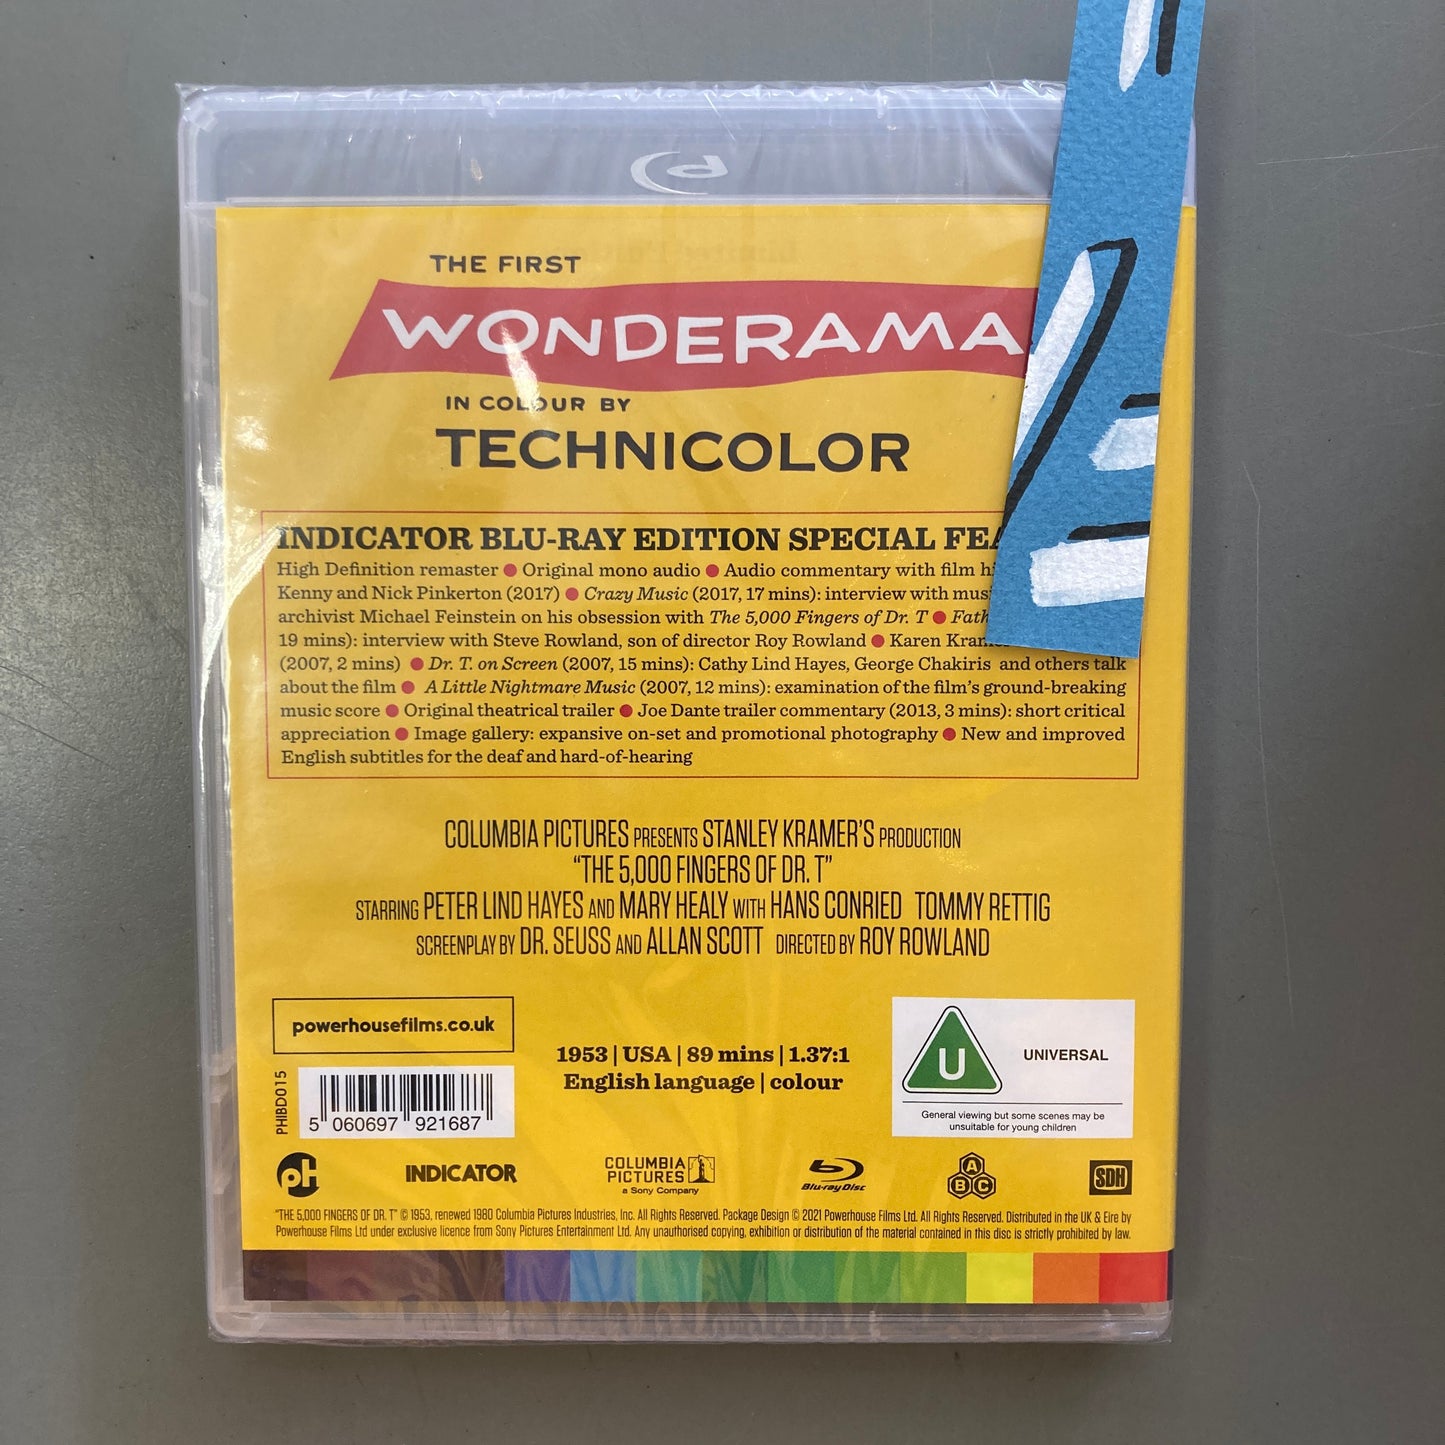 THE FIRST
WONDERAMA
IN COLOUR BY
TECHNICOLOR
INDICATOR BLU-RAY EDITION SPECIAL
High Definition remaster ● Original mono audio ● Audio commentary with film
Kenny and Nick Pinkerton (2017) ● Crazy Music (2017, 17 mins): interview with
archivist Michael Feinstein on his obsession with The 5,000 Fingers of Dr. T ●
19 mins): interview with Steve Rowland, son of director Roy Rowland ● Karen
(2007, 2 mins) ● Dr. T. on Screen (2007, 15 mins): Cathy Lind Hayes, George Chakiris and others talk
about the film ● A Little Nightmare Music (2007, 12 mins): examination of the film's ground-breaking
music score ● Original theatrical trailer ● Joe Dante trailer commentary (2013, 3 mins): short critical
appreciation ● Image gallery: expansive on-set and promotional photography ● New and improved
English subtitles for the deaf and hard-of-hearing
COLUMBIA PICTURES PRESENTS STANLEY KRAMER'S PRODUCTION
“THE 5,000 FINGERS OF DR. T”
STARRING PETER LIND HAYES AND MARY HEALY WITH HANS CONRIED TOMMY RETTIG
SCREENPLAY BY DR. SEUSS AND ALLAN SCOTT DIRECTED BY ROY ROWLAND
powerhousefilms.co.uk
1953 | USA | 89 mins | 1.37:1
English language | colour
U
UNIVERSAL
General viewing but some scenes may be
unsuitable for young children
PHIBD015
5 060697 921687
pH
INDICATOR
COLUMBIA
PICTURES
a Sony Company
Blu-ray Disc
A
B C
SDH
“THE 5,000 FINGERS OF DR. T” © 1953, renewed 1980 Columbia Pictures Industries, Inc. All Rights Reserved. Package Design © 2021 Powerhouse Films Ltd. All Rights Reserved. Distributed in the UK & Eire by
Powerhouse Films Ltd under exclusive licence from Sony Pictures Entertainment Ltd. Any unauthorised copying, exhibition or distribution of the material contained in this disc is strictly prohibited by law.